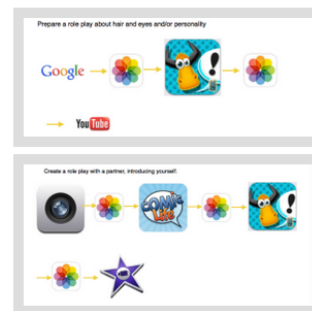 Prepare a role play about hair and eyes and/or personality
Google
YouTube
Create a role play with a partner, introducing yourself.
COMIC
Life